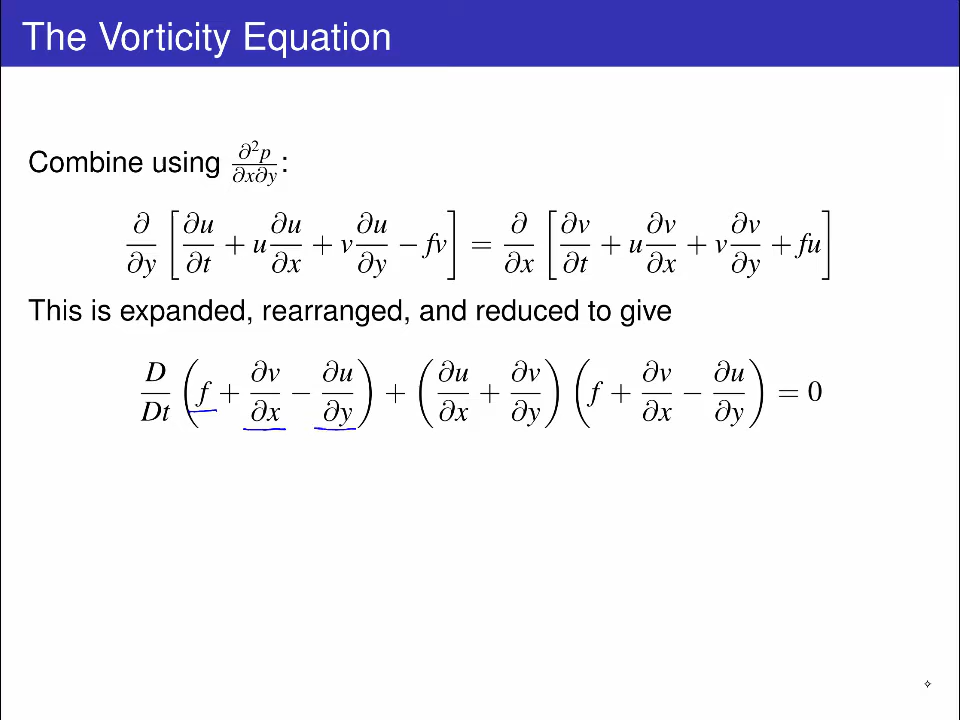 The Vorticity Equation
Combine using ∂²p/∂x∂y:
∂/∂y [∂u/∂t + u ∂u/∂x + v ∂u/∂y − fv] = ∂/∂x [∂v/∂t + u ∂v/∂x + v ∂v/∂y + fu]
This is expanded, rearranged, and reduced to give
D/Dt (f + ∂v/∂x − ∂u/∂y) + (∂u/∂x + ∂v/∂y) (f + ∂v/∂x − ∂u/∂y) = 0